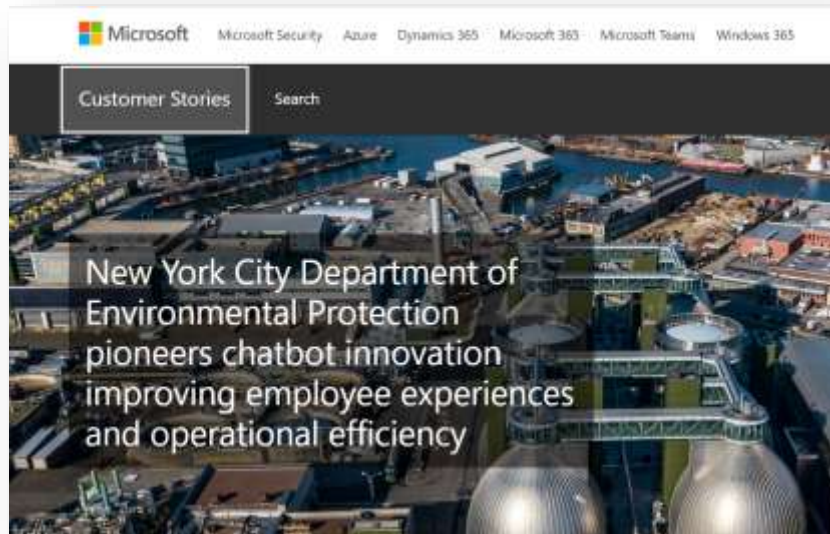 Microsoft Microsoft Security Azure Dynamics 365 Microsoft 365 Microsoft Teams Windows 365
Customer Stories Search
New York City Department of
Environmental Protection
pioneers chatbot innovation
improving employee experiences
and operational efficiency